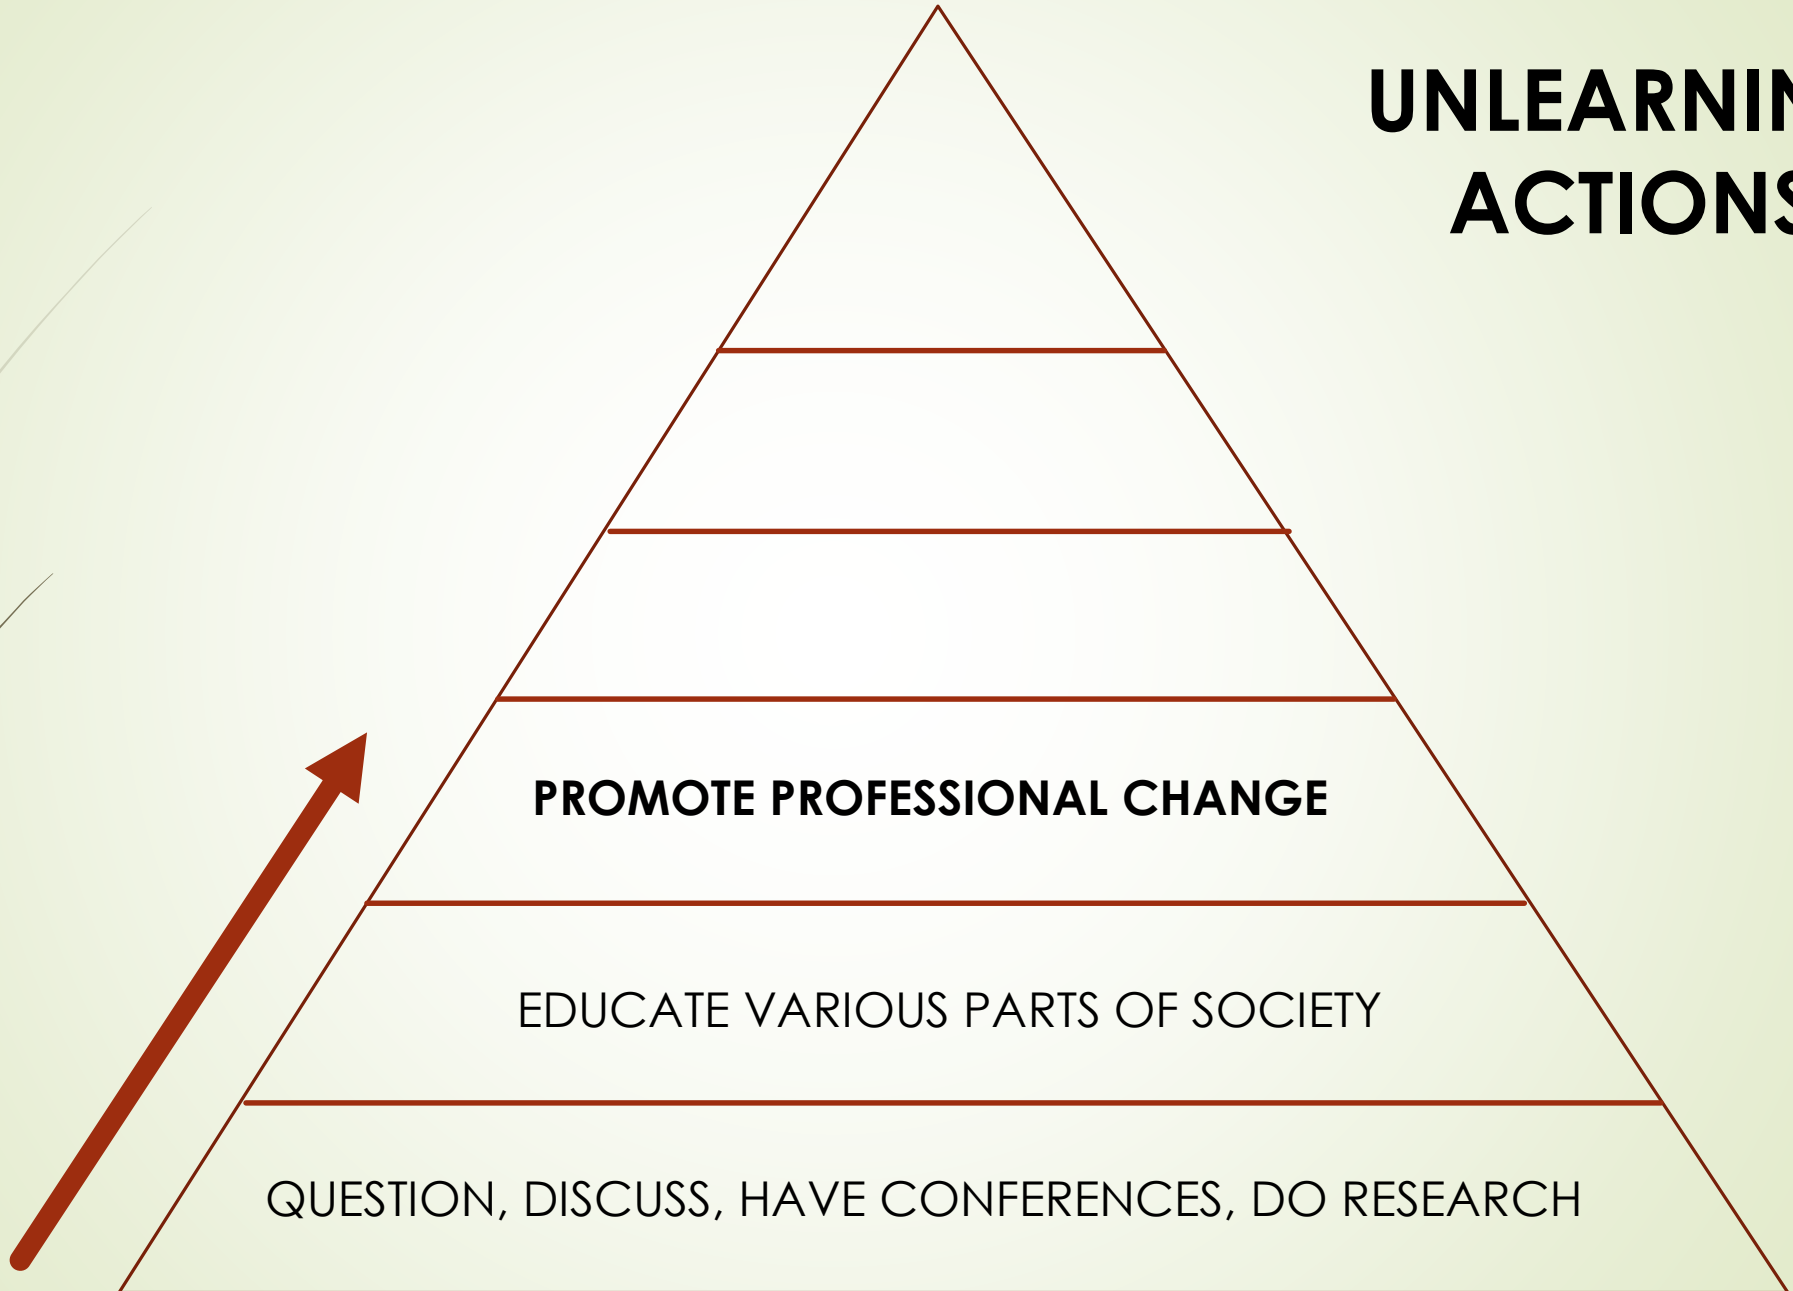 UNLEARNIN
ACTIONS
PROMOTE PROFESSIONAL CHANGE
EDUCATE VARIOUS PARTS OF SOCIETY
QUESTION, DISCUSS, HAVE CONFERENCES, DO RESEARCH